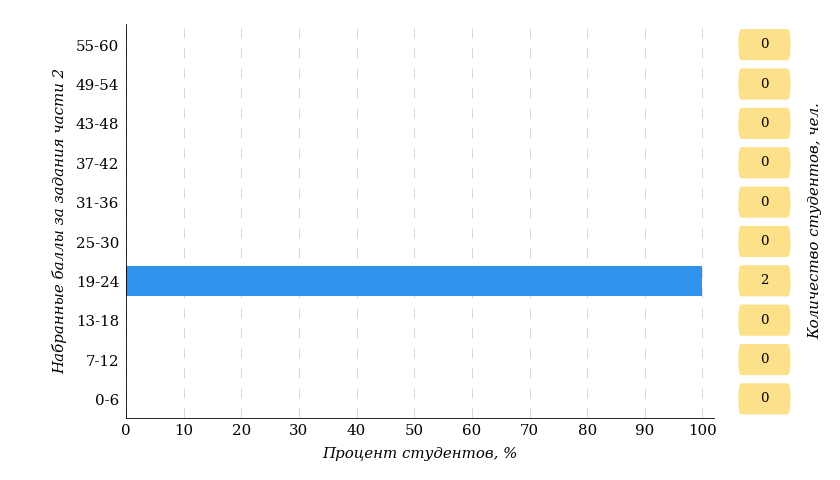 Набранные баллы за задания части 2
55-60 0
49-54 0
43-48 0
37-42 0
31-36 0
25-30 0
19-24 2
13-18 0
7-12 0
0-6 0
0 10 20 30 40 50 60 70 80 90 100
Процент студентов, %
Количество студентов, чел.